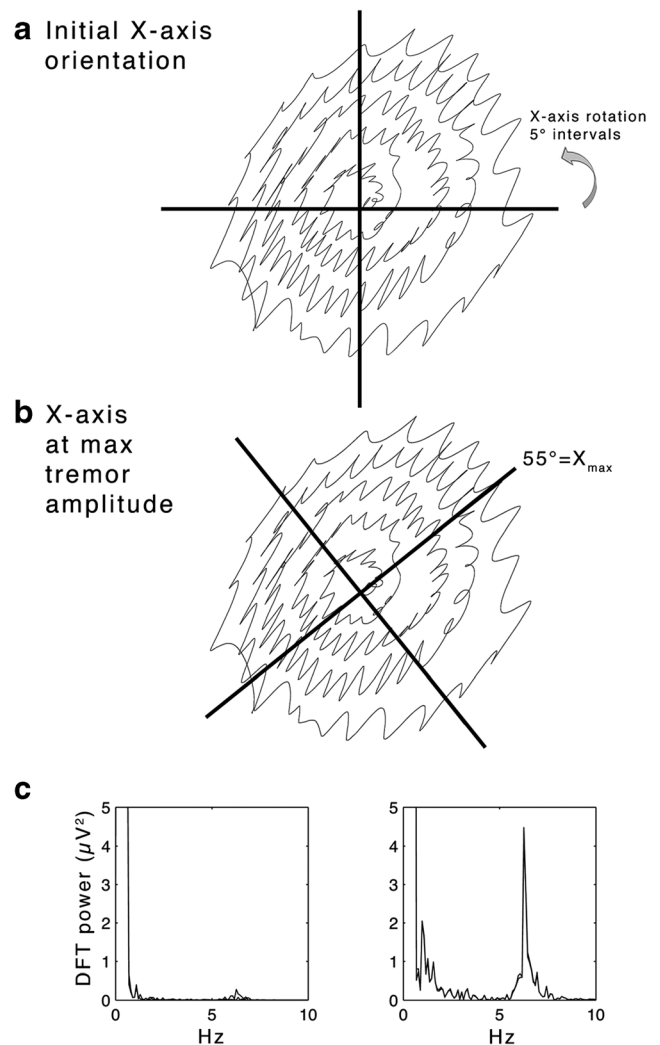 a Initial X-axis
orientation
X-axis rotation
5° intervals
b X-axis
at max
tremor
amplitude
55°=Xmax
c
DFT power (μV²)
5
4
3
2
1
0
0 5 10
Hz
5
4
3
2
1
0
0 5 10
Hz